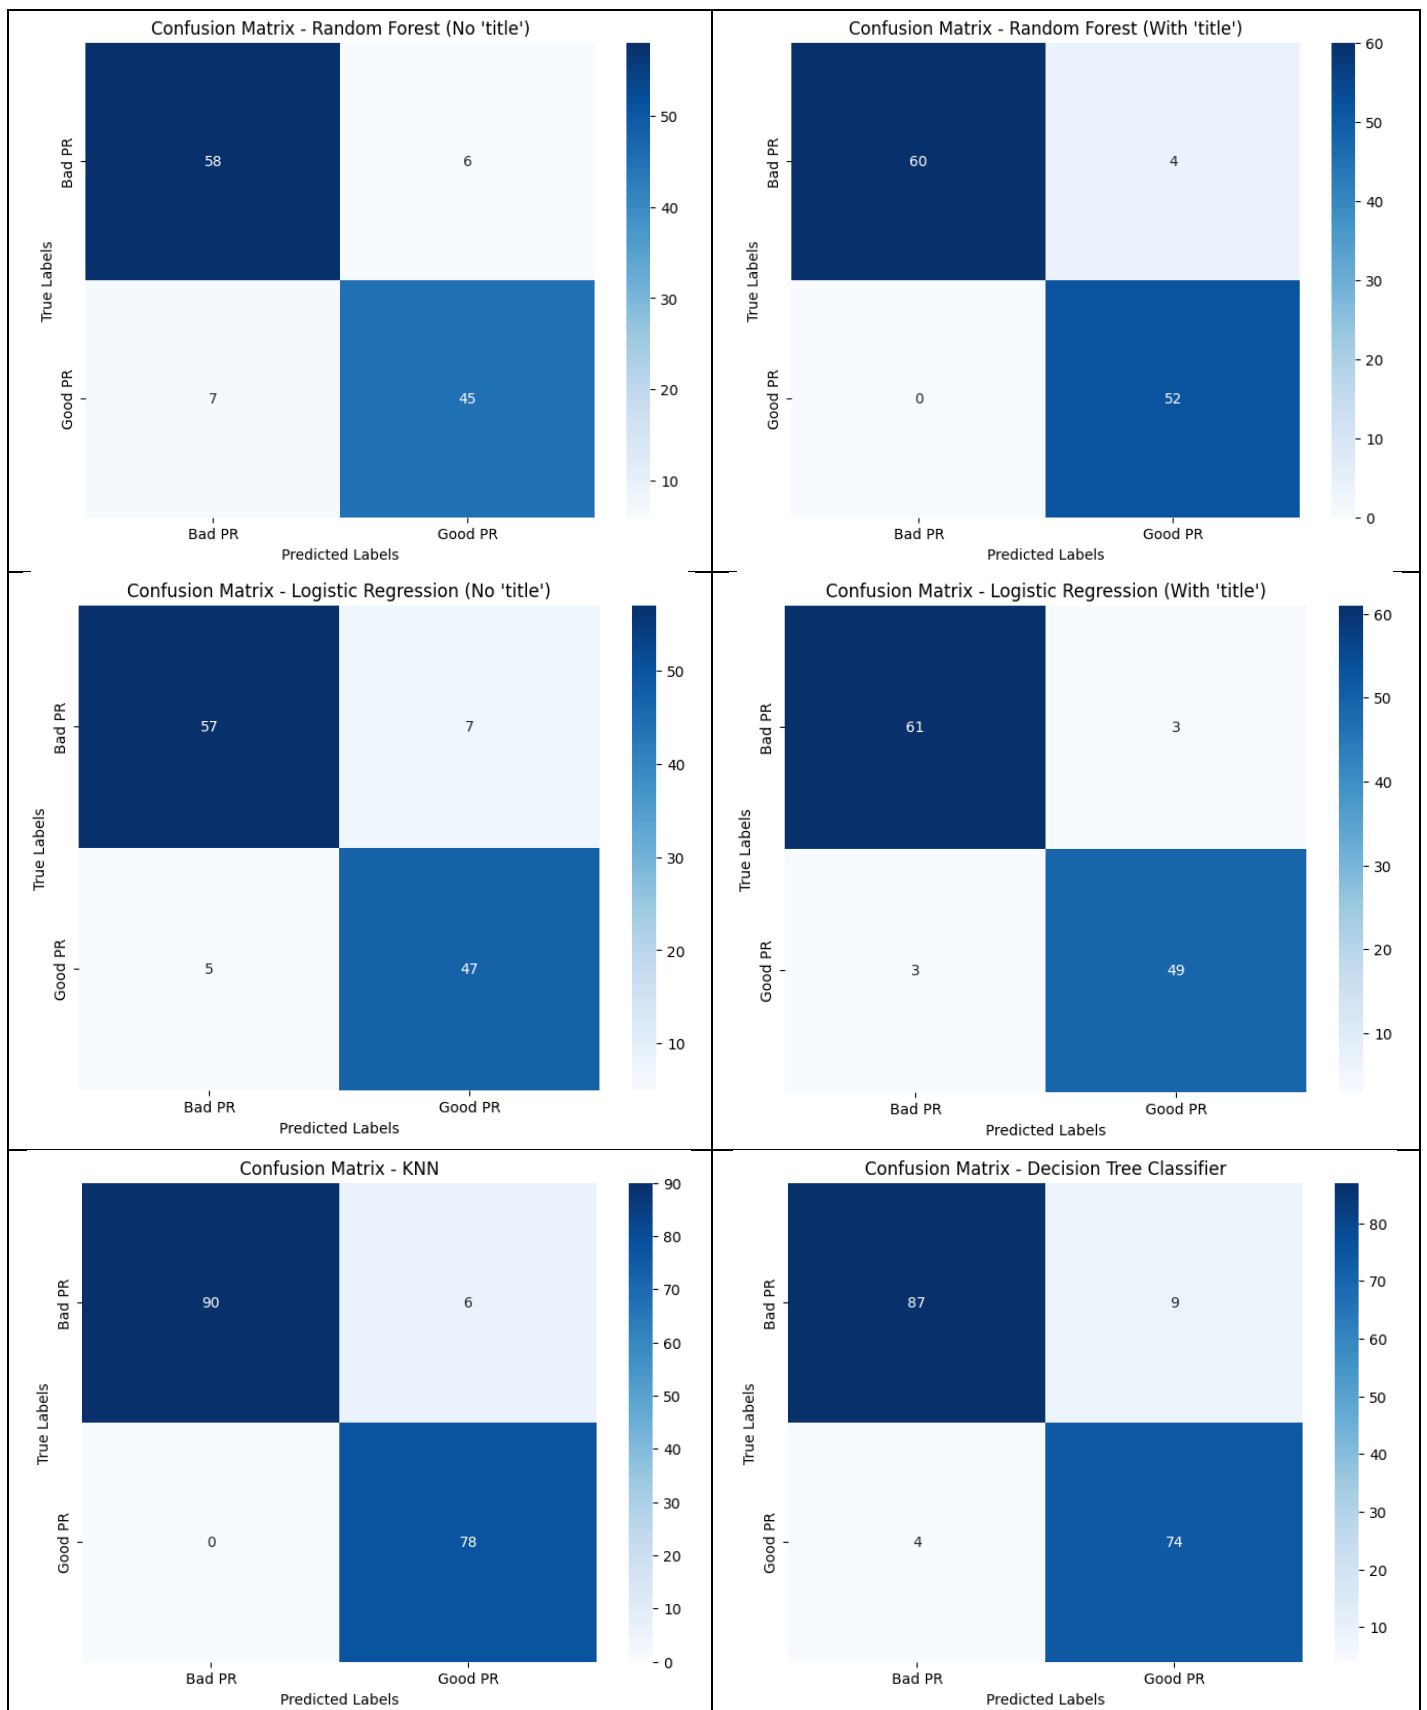 Confusion Matrix - Random Forest (No 'title')
True Labels
Bad PR
Good PR
58
6
7
45
50
40
30
20
10
Bad PR
Good PR
Predicted Labels
Confusion Matrix - Random Forest (With 'title')
True Labels
Bad PR
Good PR
60
4
0
52
60
50
40
30
20
10
0
Bad PR
Good PR
Predicted Labels
Confusion Matrix - Logistic Regression (No 'title')
True Labels
Bad PR
Good PR
57
7
5
47
50
40
30
20
10
Bad PR
Good PR
Predicted Labels
Confusion Matrix - Logistic Regression (With 'title')
True Labels
Bad PR
Good PR
61
3
3
49
60
50
40
30
20
10
Bad PR
Good PR
Predicted Labels
Confusion Matrix - KNN
True Labels
Bad PR
Good PR
90
6
0
78
90
80
70
60
50
40
30
20
10
0
Bad PR
Good PR
Predicted Labels
Confusion Matrix - Decision Tree Classifier
True Labels
Bad PR
Good PR
87
9
4
74
80
70
60
50
40
30
20
10
Bad PR
Good PR
Predicted Labels